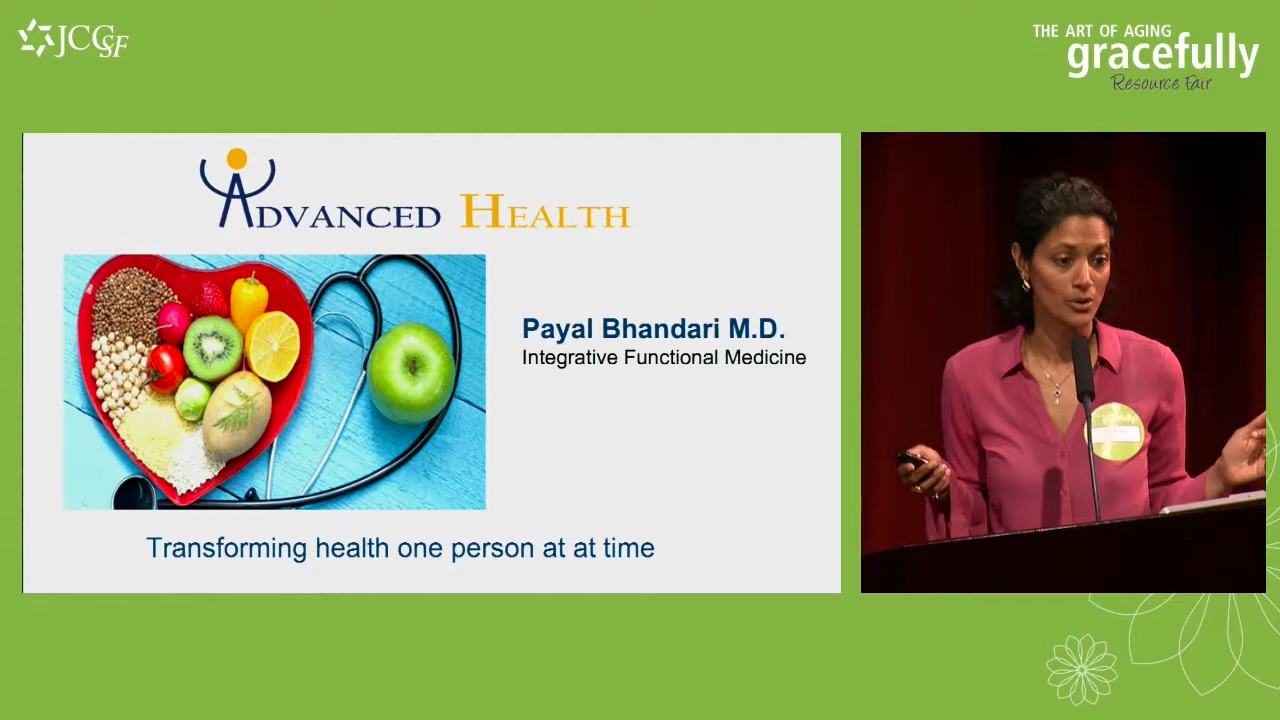 JCCSF
THE ART OF AGING
gracefully
Resource Fair
ADVANCED HEALTH
Payal Bhandari M.D.
Integrative Functional Medicine
Transforming health one person at at time